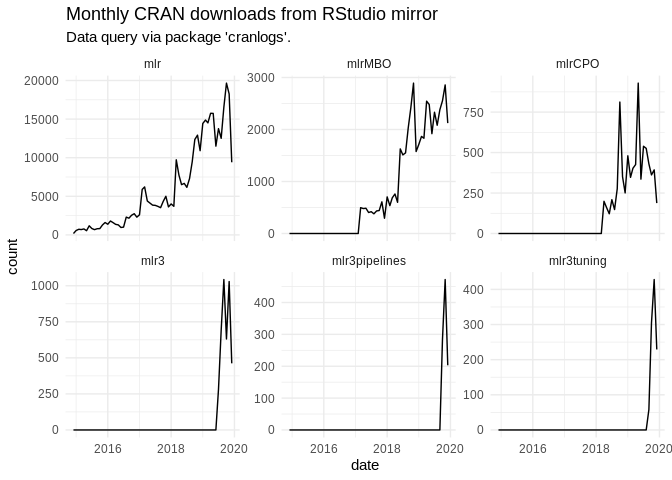 Monthly CRAN downloads from RStudio mirror
Data query via package 'cranlogs'.
mlr
mlrMBO
mlrCPO
20000
15000
10000
5000
0
3000
2000
1000
0
750
500
250
0
mlr3
mlr3pipelines
mlr3tuning
1000
750
500
250
0
400
300
200
100
0
400
300
200
100
0
2016 2018 2020
2016 2018 2020
2016 2018 2020
count
date